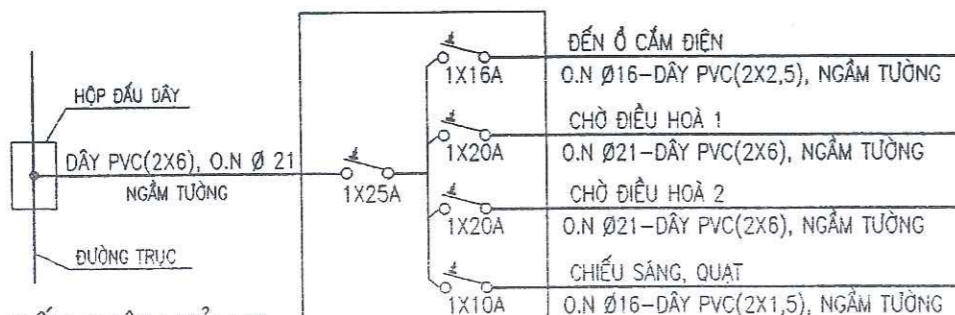 HỘP ĐẤU DÂY
DÂY PVC(2X6), O.N Ø 21
NGẦM TƯỜNG
ĐƯỜNG TRỤC
1X25A
1X16A
ĐẾN Ổ CẮM ĐIỆN
O.N Ø16-DÂY PVC(2X2,5), NGẦM TƯỜNG
1X20A
CHỜ ĐIỀU HOÀ 1
O.N Ø21-DÂY PVC(2X6), NGẦM TƯỜNG
1X20A
CHỜ ĐIỀU HOÀ 2
O.N Ø21-DÂY PVC(2X6), NGẦM TƯỜNG
1X10A
CHIẾU SÁNG, QUẠT
O.N Ø16-DÂY PVC(2X1,5), NGẦM TƯỜNG